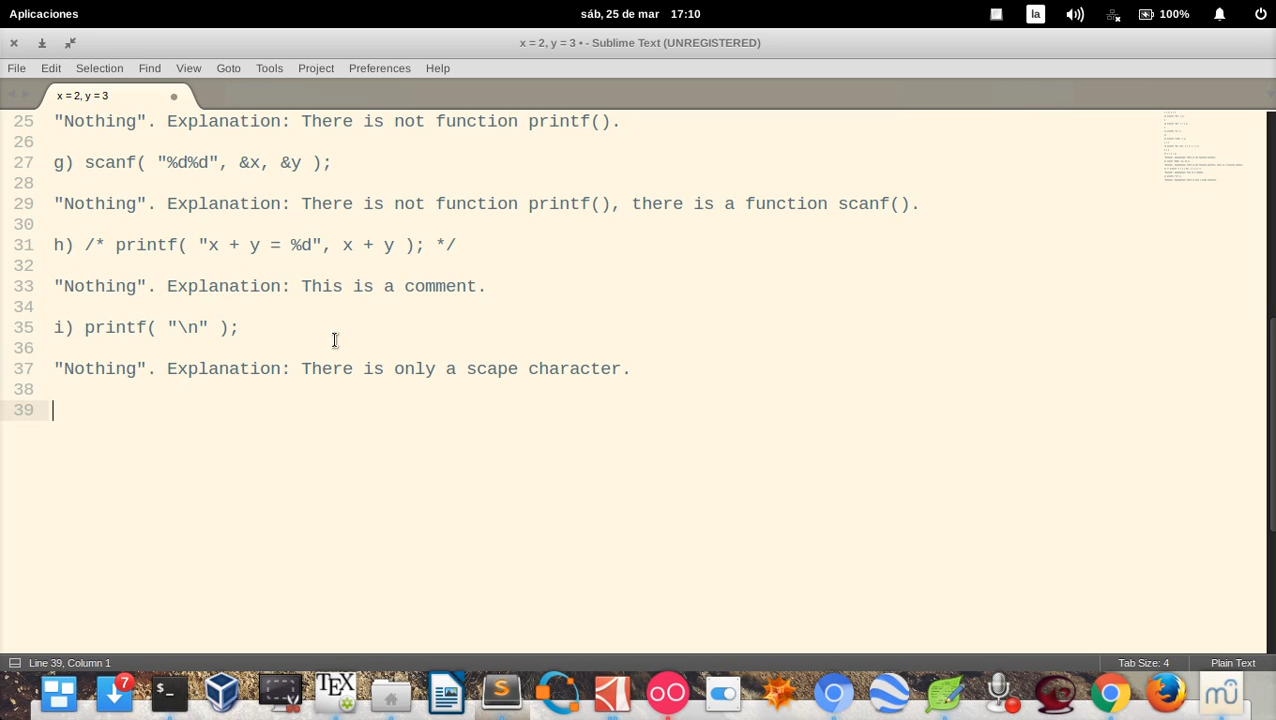 Aplicaciones
sáb, 25 de mar 17:10
la
100%
x = 2, y = 3 • - Sublime Text (UNREGISTERED)
File Edit Selection Find View Goto Tools Project Preferences Help
x = 2, y = 3
25 "Nothing". Explanation: There is not function printf().
26
27 g) scanf( "%d%d", &x, &y );
28
29 "Nothing". Explanation: There is not function printf(), there is a function scanf().
30
31 h) /* printf( "x + y = %d", x + y ); */
32
33 "Nothing". Explanation: This is a comment.
34
35 i) printf( "\n" );
36
37 "Nothing". Explanation: There is only a scape character.
38
39
Line 39, Column 1
Tab Size: 4
Plain Text
7
>_
TEX
S
mu